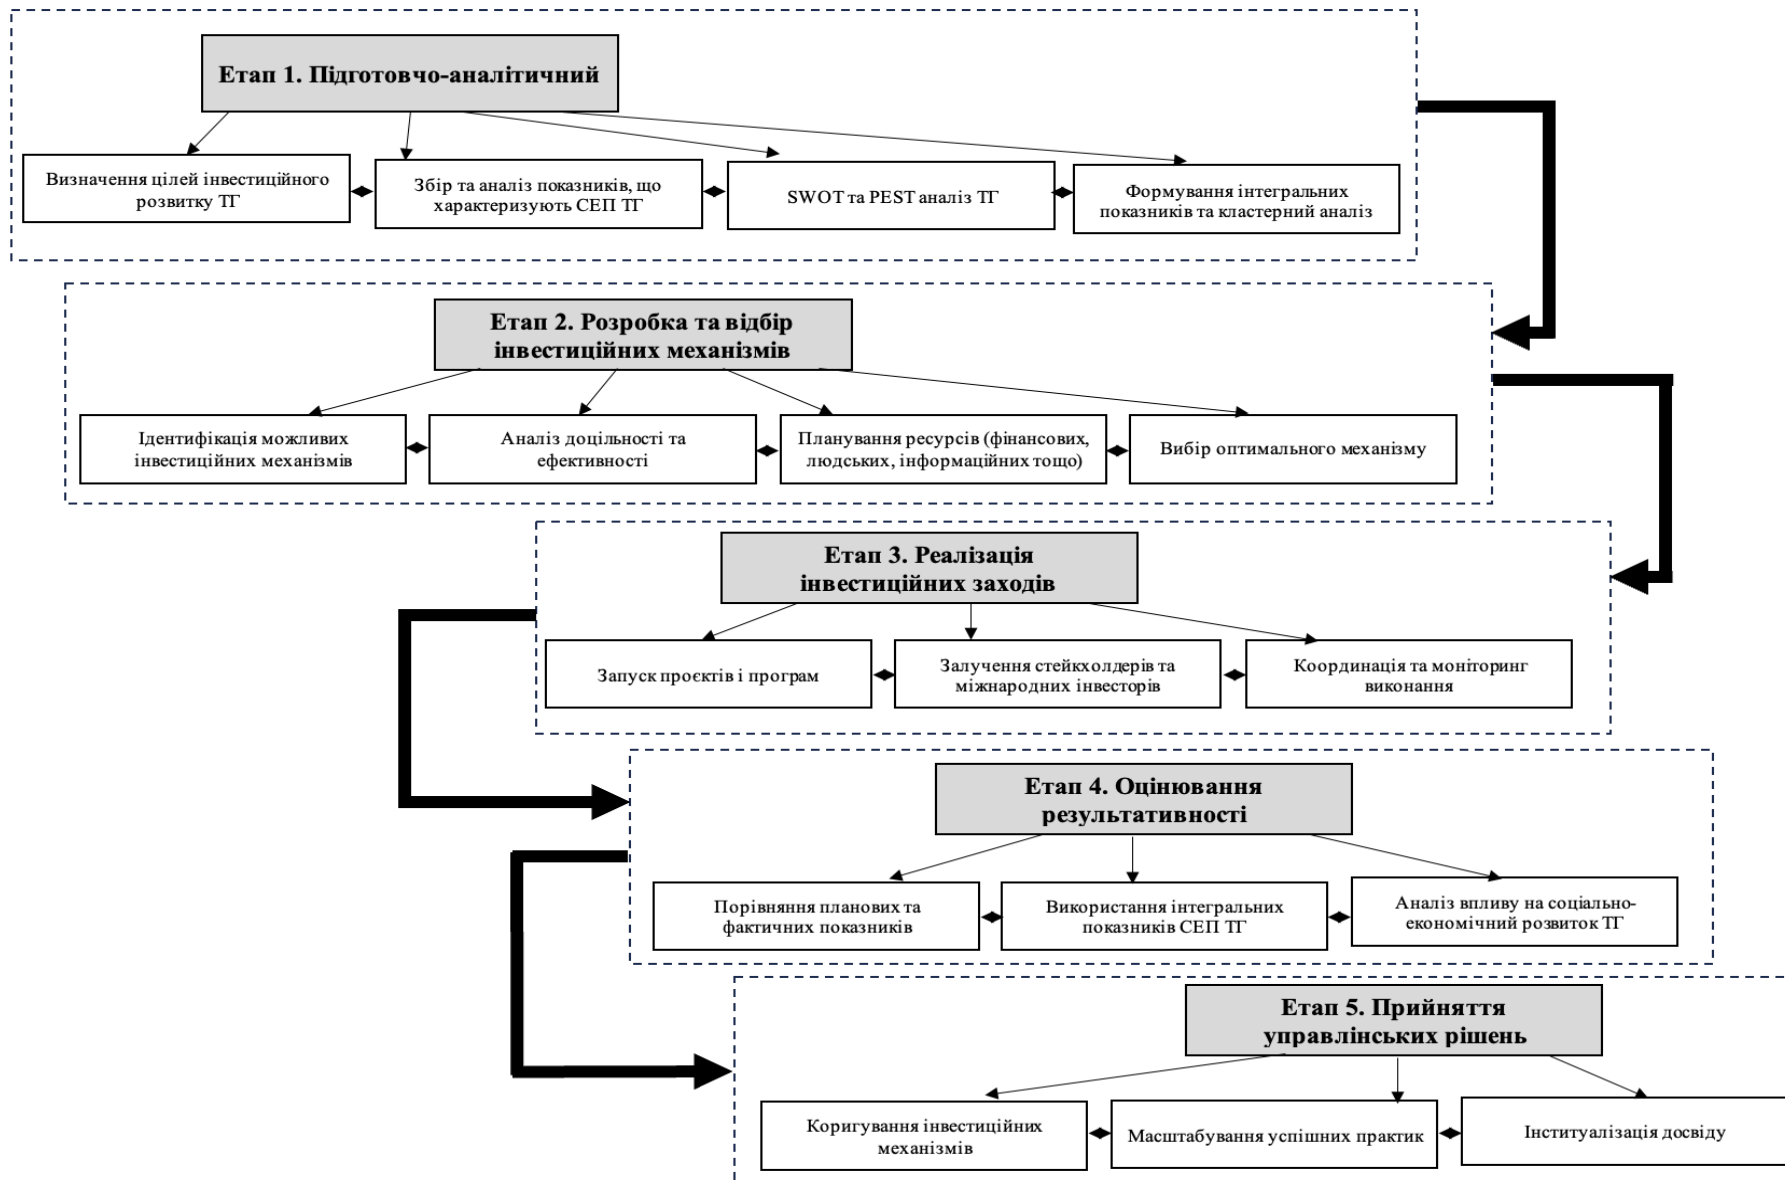 Етап 1. Підготовчо-аналітичний
Визначення цілей інвестиційного
розвитку ТГ
Збір та аналіз показників, що
характеризують СЕП ТГ
SWOT та PEST аналіз ТГ
Формування інтегральних
показників та кластерний аналіз
Етап 2. Розробка та відбір
інвестиційних механізмів
Ідентифікація можливих
інвестиційних механізмів
Аналіз доцільності та
ефективності
Планування ресурсів (фінансових,
людських, інформаційних тощо)
Вибір оптимального механізму
Етап 3. Реалізація
інвестиційних заходів
Запуск проєктів і програм
Залучення стейкхолдерів та
міжнародних інвесторів
Координація та моніторинг
виконання
Етап 4. Оцінювання
результативності
Порівняння планових та
фактичних показників
Використання інтегральних
показників СЕП ТГ
Аналіз впливу на соціально-
економічний розвиток ТГ
Етап 5. Прийняття
управлінських рішень
Коригування інвестиційних
механізмів
Масштабування успішних практик
Інституалізація досвіду